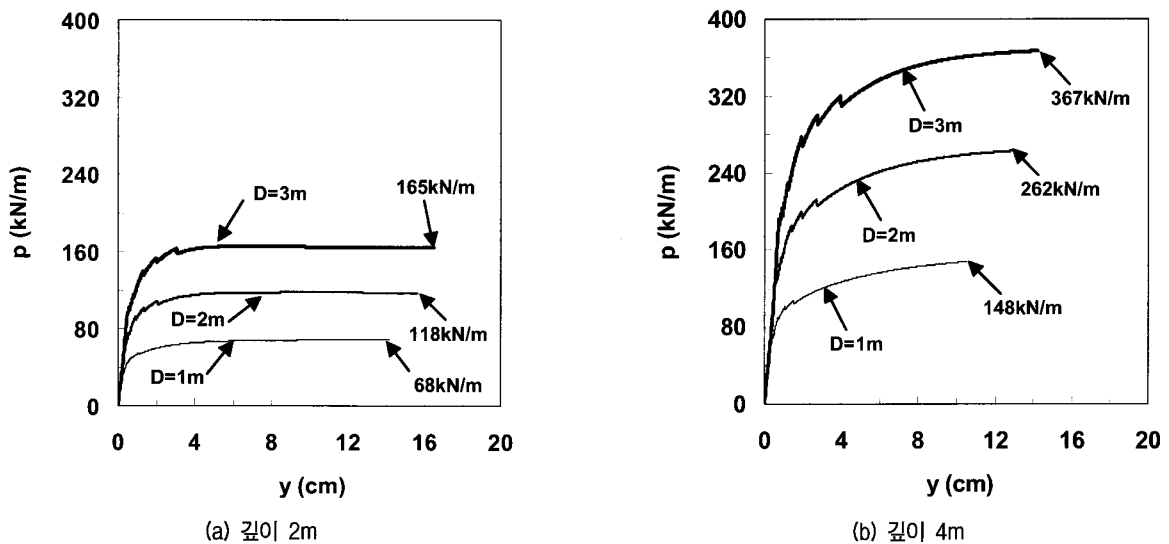 400
320
240
160
80
0
p (kN/m)
D=3m
165kN/m
D=2m
118kN/m
D=1m
68kN/m
0 4 8 12 16 20
y (cm)
(a) 깊이 2m
400
320
240
160
80
0
p (kN/m)
367kN/m
D=3m
262kN/m
D=2m
148kN/m
D=1m
0 4 8 12 16 20
y (cm)
(b) 깊이 4m